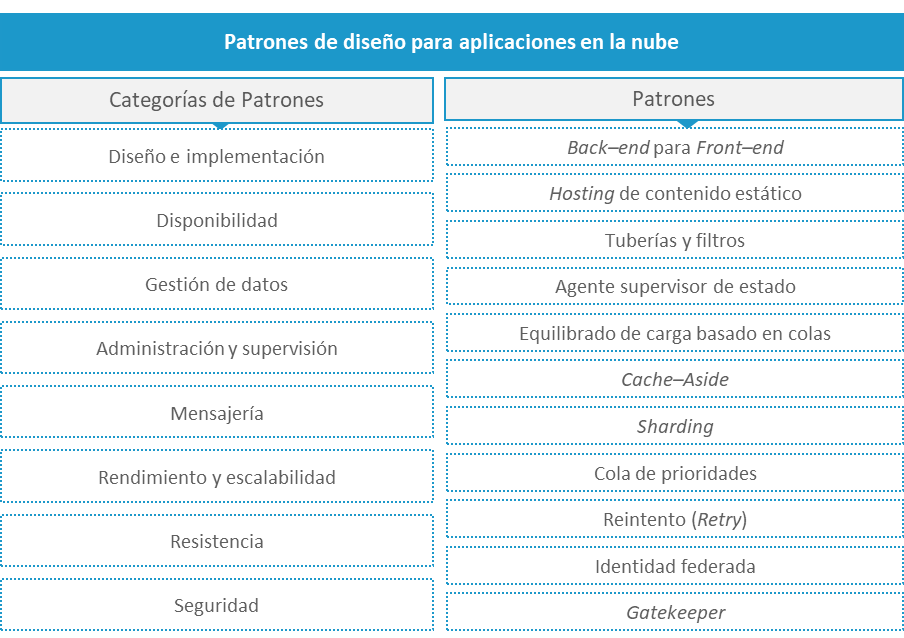 Patrones de diseño para aplicaciones en la nube
Categorías de Patrones
Diseño e implementación
Disponibilidad
Gestión de datos
Administración y supervisión
Mensajería
Rendimiento y escalabilidad
Resistencia
Seguridad
Patrones
Back–end para Front–end
Hosting de contenido estático
Tuberías y filtros
Agente supervisor de estado
Equilibrado de carga basado en colas
Cache–Aside
Sharding
Cola de prioridades
Reintento (Retry)
Identidad federada
Gatekeeper